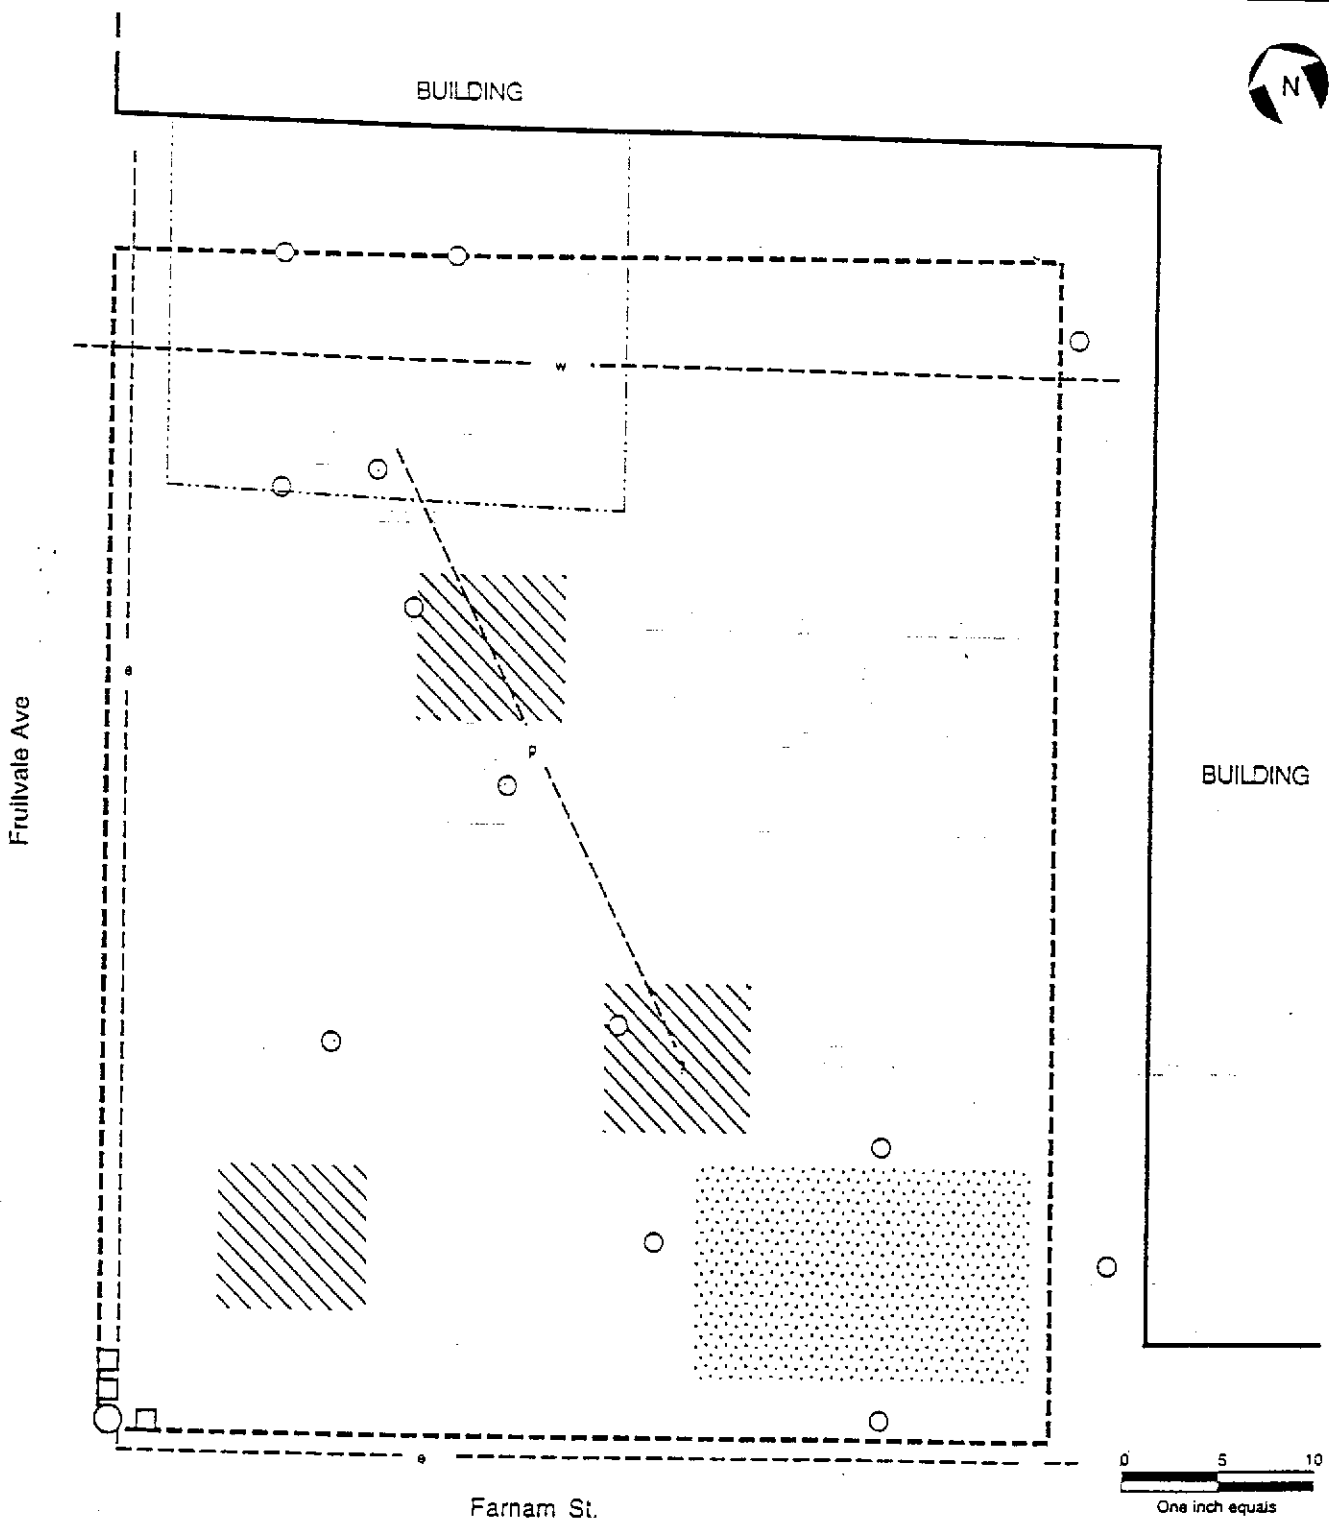 BUILDING
N
w
e
p
Fruitvale Ave
BUILDING
?
e
0 5 10
One inch equals
Farnam St.